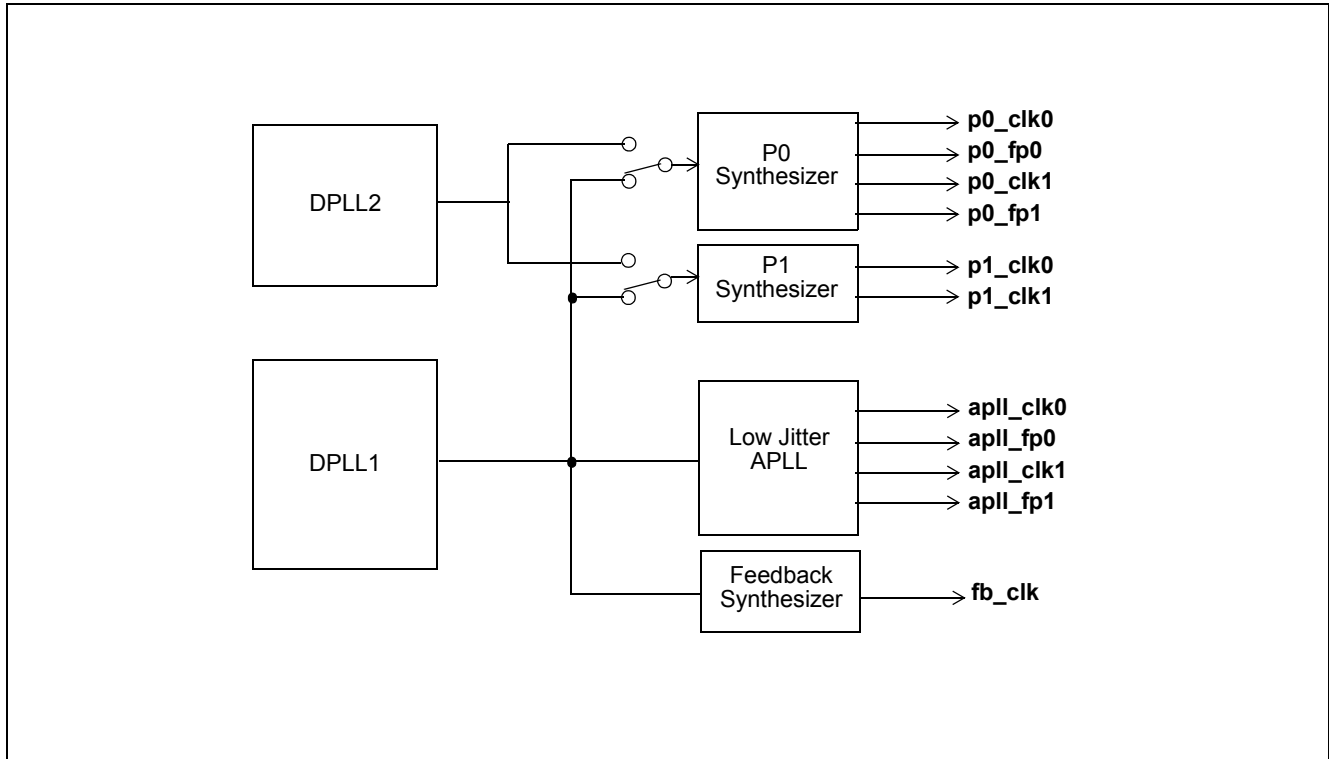 DPLL2
P0
Synthesizer
p0_clk0
p0_fp0
p0_clk1
p0_fp1
P1
Synthesizer
p1_clk0
p1_clk1
DPLL1
Low Jitter
APLL
apll_clk0
apll_fp0
apll_clk1
apll_fp1
Feedback
Synthesizer
fb_clk